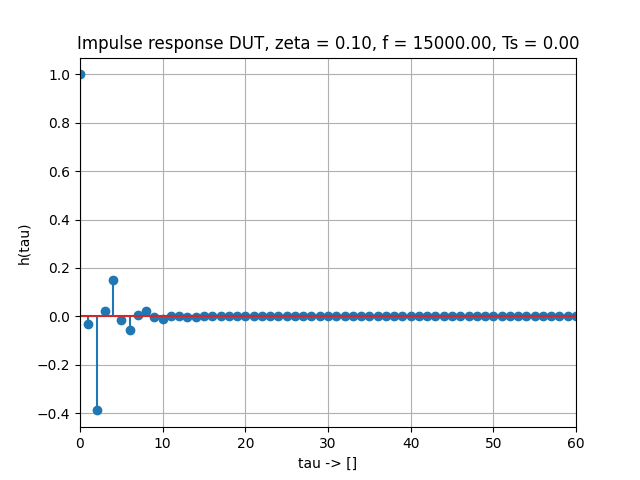 Impulse response DUT, zeta = 0.10, f = 15000.00, Ts = 0.00
1.0
0.8
0.6
0.4
0.2
0.0
−0.2
−0.4
h(tau)
0 10 20 30 40 50 60
tau -> []